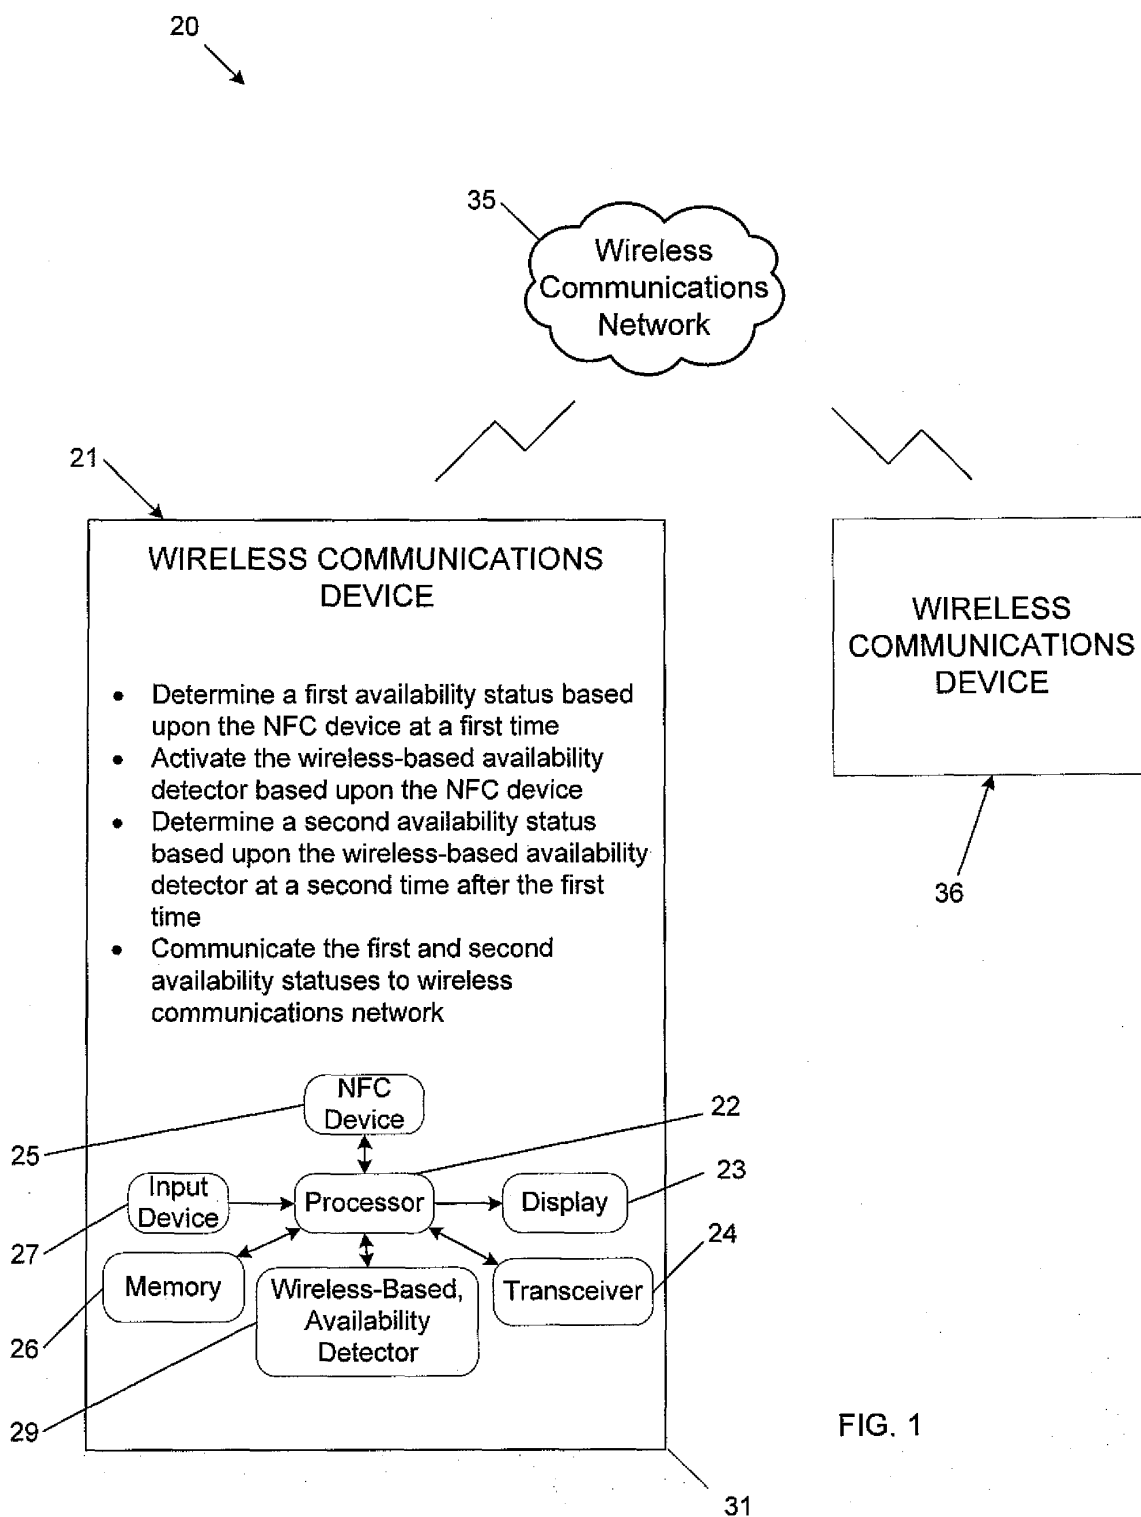 20
35
Wireless
Communications
Network
21
WIRELESS COMMUNICATIONS
DEVICE
• Determine a first availability status based
upon the NFC device at a first time
• Activate the wireless-based availability
detector based upon the NFC device
• Determine a second availability status
based upon the wireless-based availability
detector at a second time after the first
time
• Communicate the first and second
availability statuses to wireless
communications network
WIRELESS
COMMUNICATIONS
DEVICE
36
NFC
Device
22
25
23
Input
Device
Processor
Display
27
24
Memory
Wireless-Based,
Availability
Detector
Transceiver
26
29
31
FIG. 1